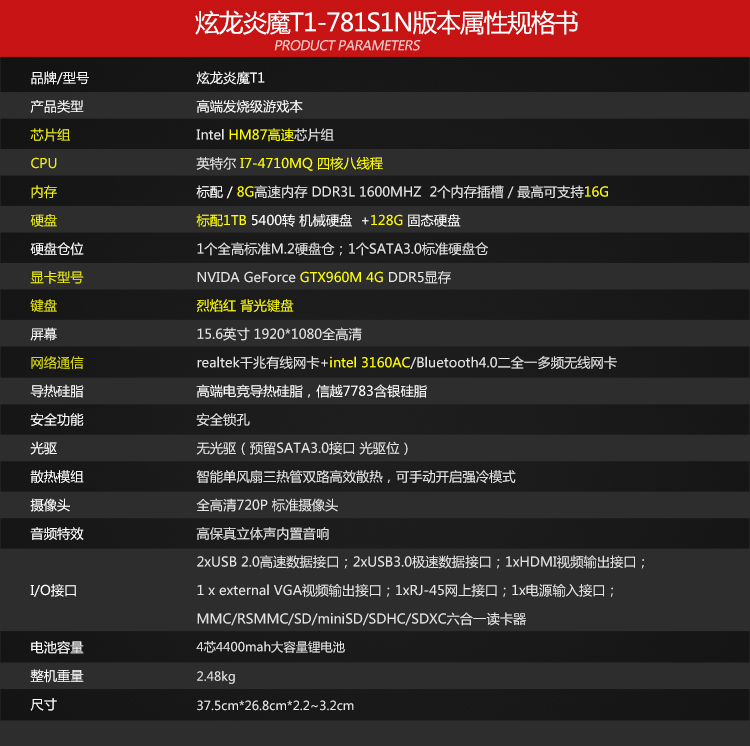 炫龙炎魔T1-781S1N版本属性规格书
PRODUCT PARAMETERS
品牌/型号 炫龙炎魔T1
产品类型 高端发烧级游戏本
芯片组 Intel HM87高速芯片组
CPU 英特尔 I7-4710MQ 四核八线程
内存 标配 / 8G高速内存 DDR3L 1600MHZ 2个内存插槽 / 最高可支持16G
硬盘 标配1TB 5400转 机械硬盘 +128G 固态硬盘
硬盘仓位 1个全高标准M.2硬盘仓；1个SATA3.0标准硬盘仓
显卡型号 NVIDA GeForce GTX960M 4G DDR5显存
键盘 烈焰红 背光键盘
屏幕 15.6英寸 1920*1080全高清
网络通信 realtek千兆有线网卡+intel 3160AC/Bluetooth4.0二全一多频无线网卡
导热硅脂 高端电竞导热硅脂，信越7783含银硅脂
安全功能 安全锁孔
光驱 无光驱（预留SATA3.0接口 光驱位）
散热模组 智能单风扇三热管双路高效散热，可手动开启强冷模式
摄像头 全高清720P 标准摄像头
音频特效 高保真立体声内置音响
I/O接口 2xUSB 2.0高速数据接口；2xUSB3.0极速数据接口；1xHDMI视频输出接口；
1 x external VGA视频输出接口；1xRJ-45网上接口；1x电源输入接口；
MMC/RSMMC/SD/miniSD/SDHC/SDXC六合一读卡器
电池容量 4芯4400mah大容量锂电池
整机重量 2.48kg
尺寸 37.5cm*26.8cm*2.2~3.2cm